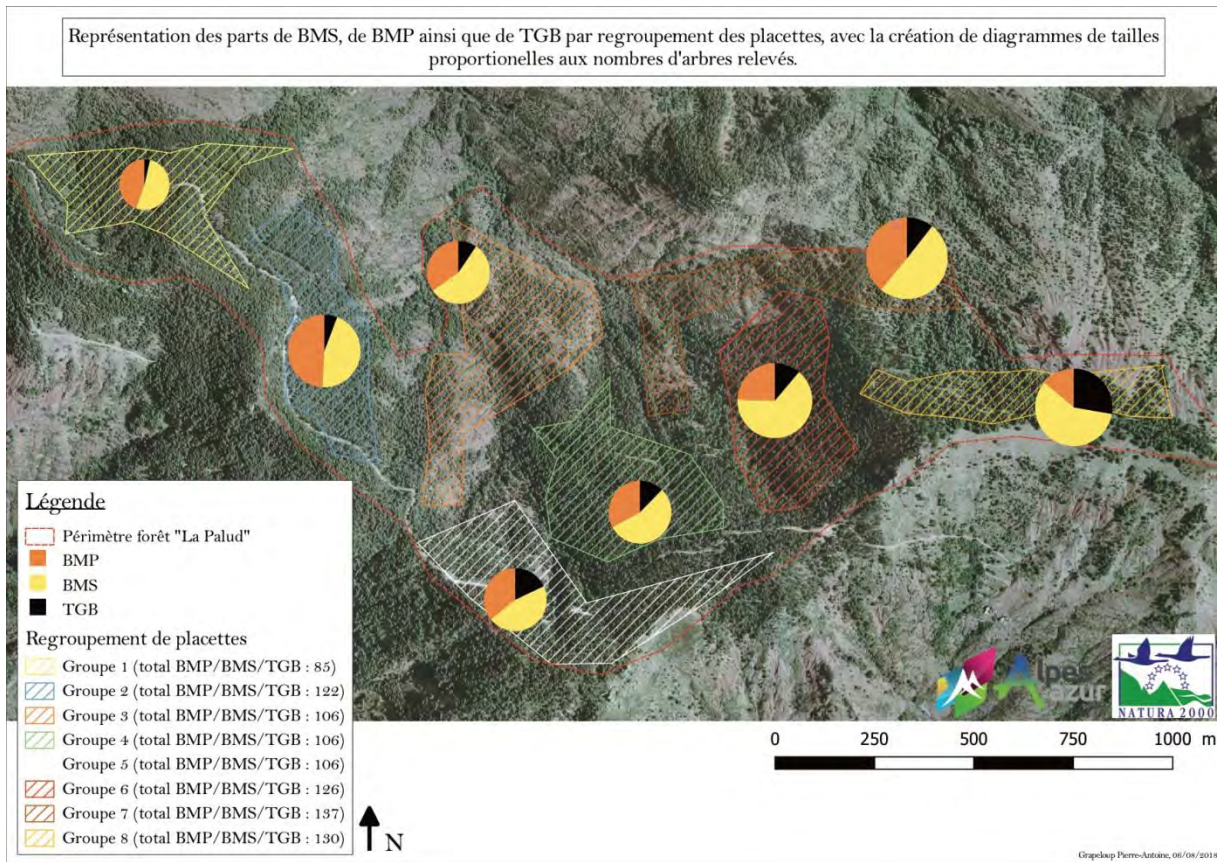 Représentation des parts de BMS, de BMP ainsi que de TGB par regroupement des placettes, avec la création de diagrammes de tailles
proportionelles aux nombres d'arbres relevés.
Légende
Périmètre forêt "La Palud"
BMP
BMS
TGB
Regroupement de placettes
Groupe 1 (total BMP/BMS/TGB : 85)
Groupe 2 (total BMP/BMS/TGB : 122)
Groupe 3 (total BMP/BMS/TGB : 106)
Groupe 4 (total BMP/BMS/TGB : 106)
Groupe 5 (total BMP/BMS/TGB : 106)
Groupe 6 (total BMP/BMS/TGB : 126)
Groupe 7 (total BMP/BMS/TGB : 137)
Groupe 8 (total BMP/BMS/TGB : 130)
N
Alpes
azur
NATURA 2000
0 250 500 750 1000 m
Grapeloup Pierre-Antoine, 06/08/2018